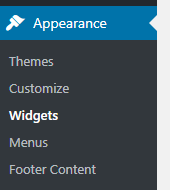 Appearance
Themes
Customize
Widgets
Menus
Footer Content